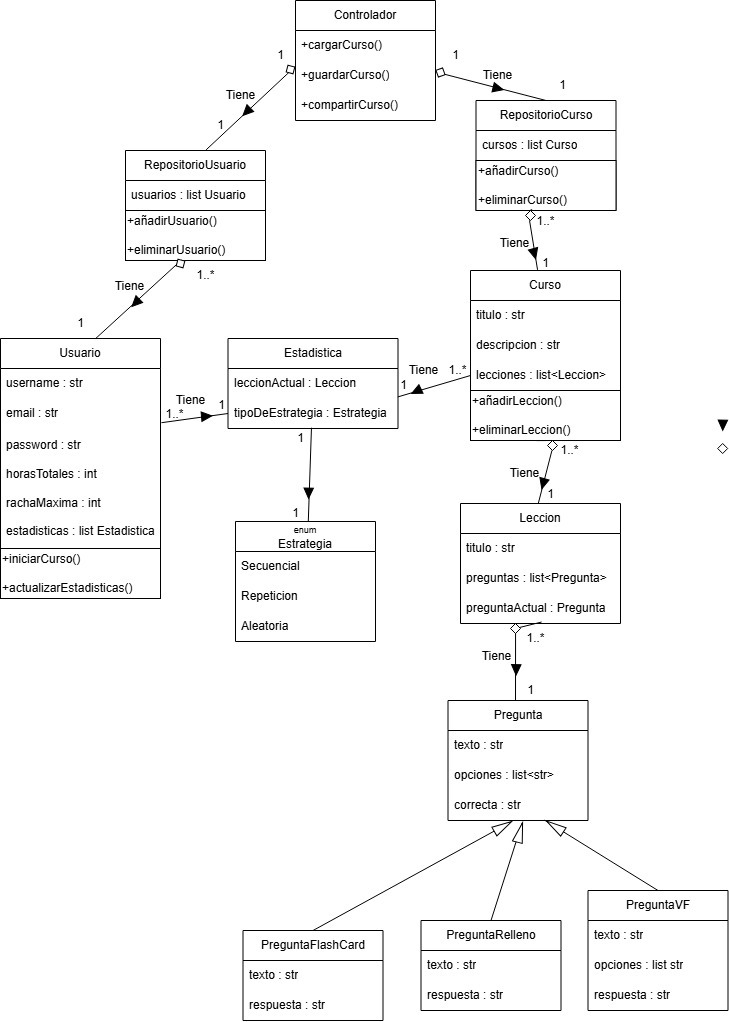 Controlador
+cargarCurso()
+guardarCurso()
+compartirCurso()
1
1
Tiene
Tiene
1
1
RepositorioCurso
cursos : list Curso
+añadirCurso()
+eliminarCurso()
RepositorioUsuario
usuarios : list Usuario
+añadirUsuario()
+eliminarUsuario()
1..*
Tiene
1
1..*
Tiene
1
Curso
titulo : str
descripcion : str
lecciones : list<Leccion>
+añadirLeccion()
+eliminarLeccion()
Usuario
username : str
email : str
password : str
horasTotales : int
rachaMaxima : int
estadisticas : list Estadistica
+iniciarCurso()
+actualizarEstadisticas()
Estadistica
leccionActual : Leccion
tipoDeEstrategia : Estrategia
Tiene
1..*
1
Tiene
1..*
1
1
1
enum
Estrategia
Secuencial
Repeticion
Aleatoria
1..*
Tiene
1
Leccion
titulo : str
preguntas : list<Pregunta>
preguntaActual : Pregunta
1..*
Tiene
1
Pregunta
texto : str
opciones : list<str>
correcta : str
PreguntaFlashCard
texto : str
respuesta : str
PreguntaRelleno
texto : str
respuesta : str
PreguntaVF
texto : str
opciones : list str
respuesta : str